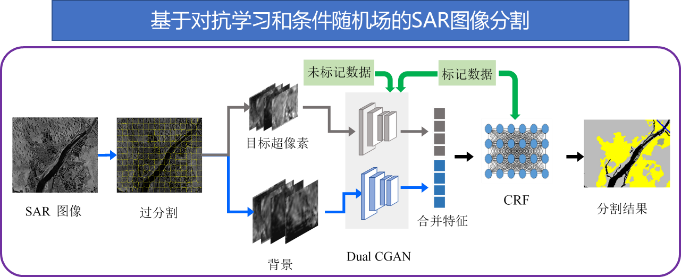 基于对抗学习和条件随机场的SAR图像分割
未标记数据
标记数据
目标超像素
SAR 图像
过分割
背景
Dual CGAN
合并特征
CRF
分割结果